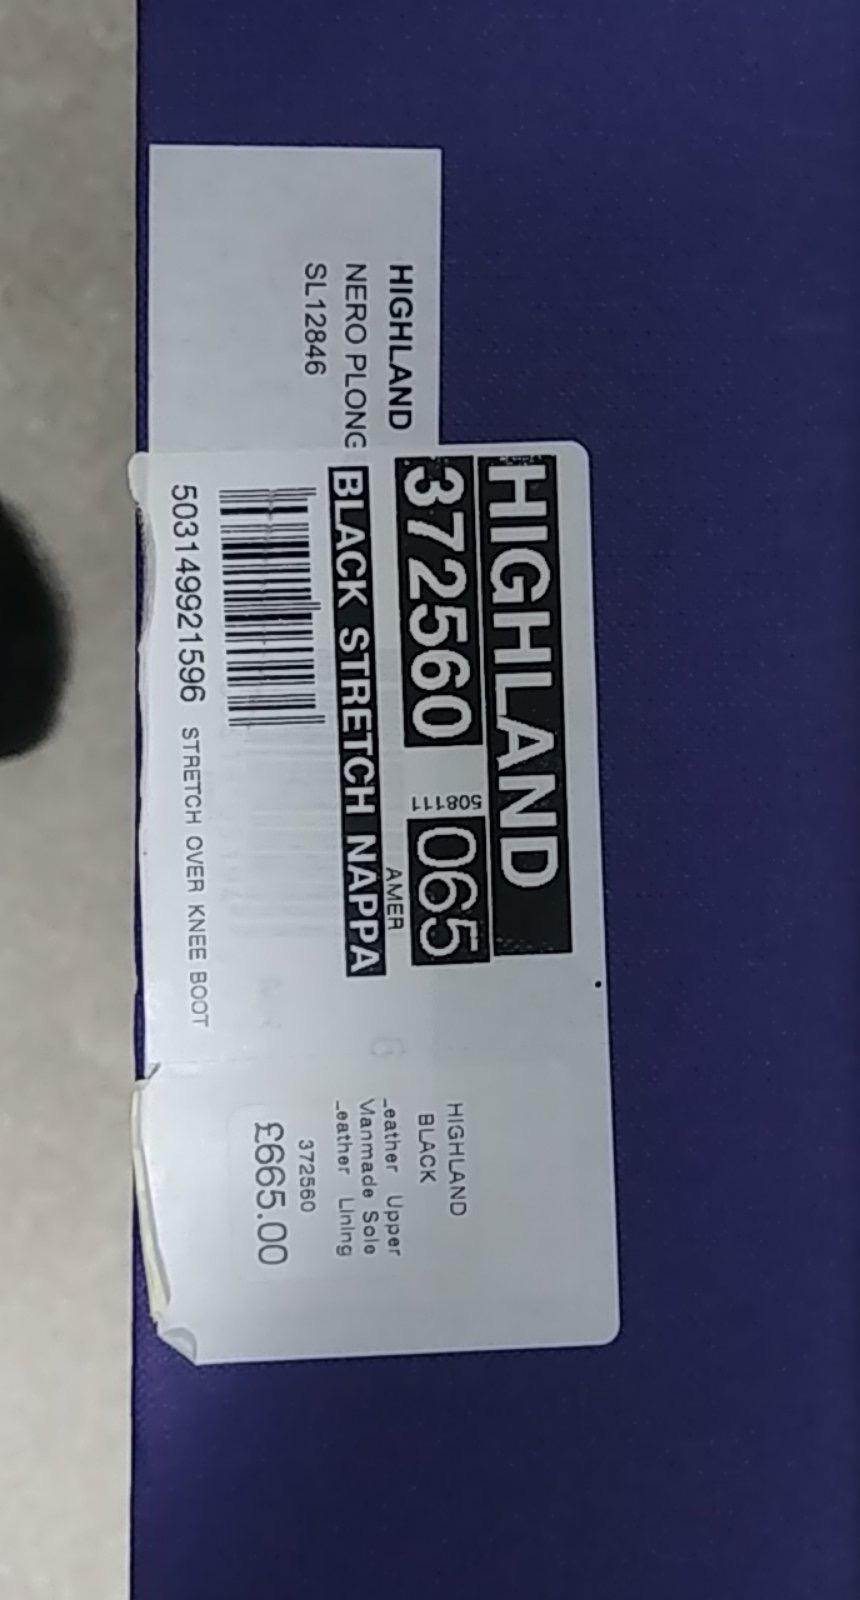 HIGHLAND
NERO PLONG
SL12846
HIGHLAND
372560
508111
065
AMER
BLACK STRETCH NAPPA
503149921596 STRETCH OVER KNEE BOOT
HIGHLAND
BLACK
Leather Upper
Manmade Sole
Leather Lining
372560
£665.00